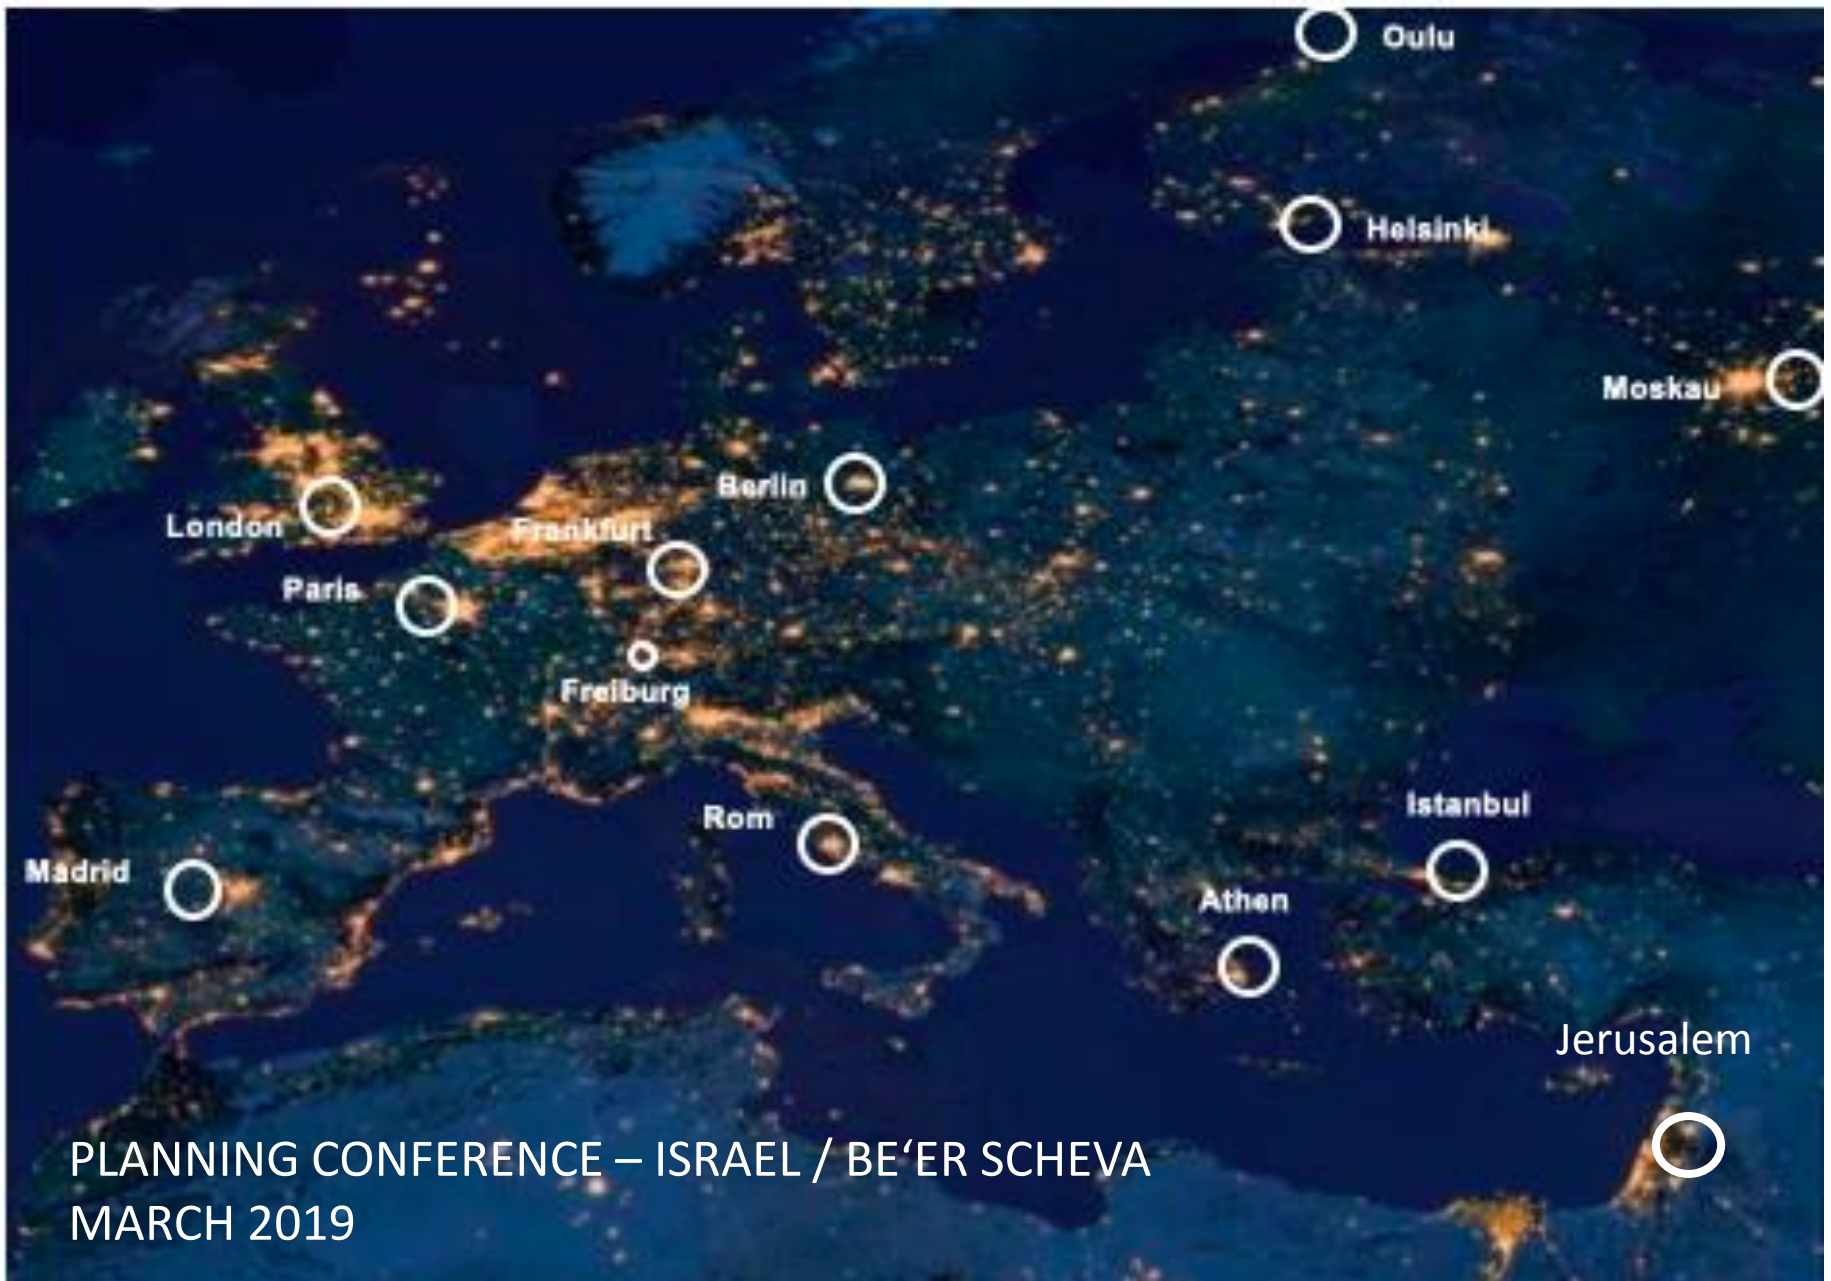 Oulu
Helsinki
Moskau
Berlin
London
Frankfurt
Paris
Freiburg
Istanbul
Rom
Madrid
Athen
Jerusalem
PLANNING CONFERENCE – ISRAEL / BE‘ER SCHEVA
MARCH 2019